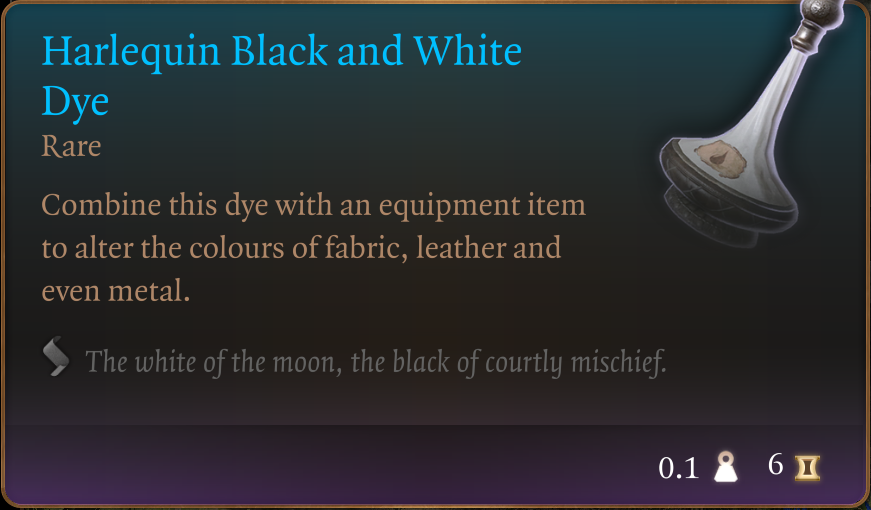 Harlequin Black and White
Dye
Rare
Combine this dye with an equipment item
to alter the colours of fabric, leather and
even metal.
The white of the moon, the black of courtly mischief.
0.1 6